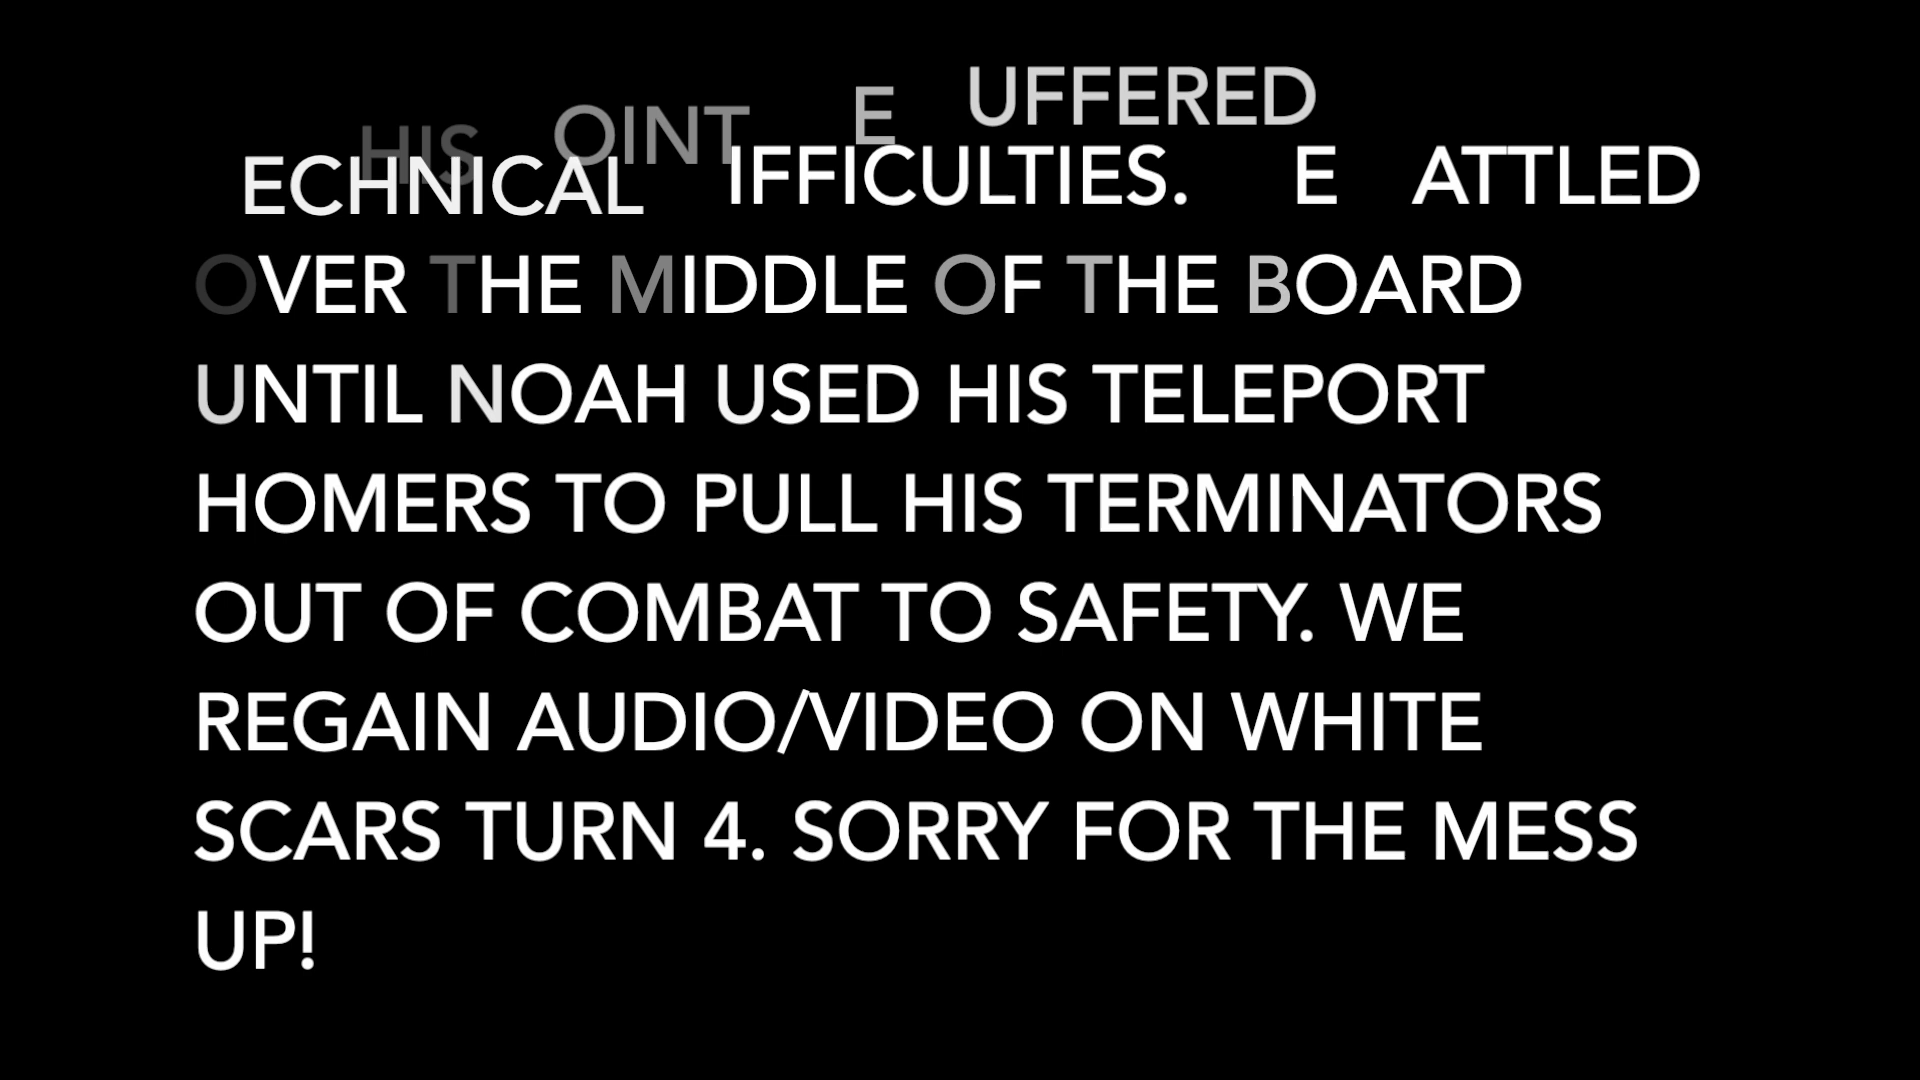 HIS OINT E UFFERED
ECHNICAL IFFICULTIES. E ATTLED
OVER THE MIDDLE OF THE BOARD
UNTIL NOAH USED HIS TELEPORT
HOMERS TO PULL HIS TERMINATORS
OUT OF COMBAT TO SAFETY. WE
REGAIN AUDIO/VIDEO ON WHITE
SCARS TURN 4. SORRY FOR THE MESS
UP!